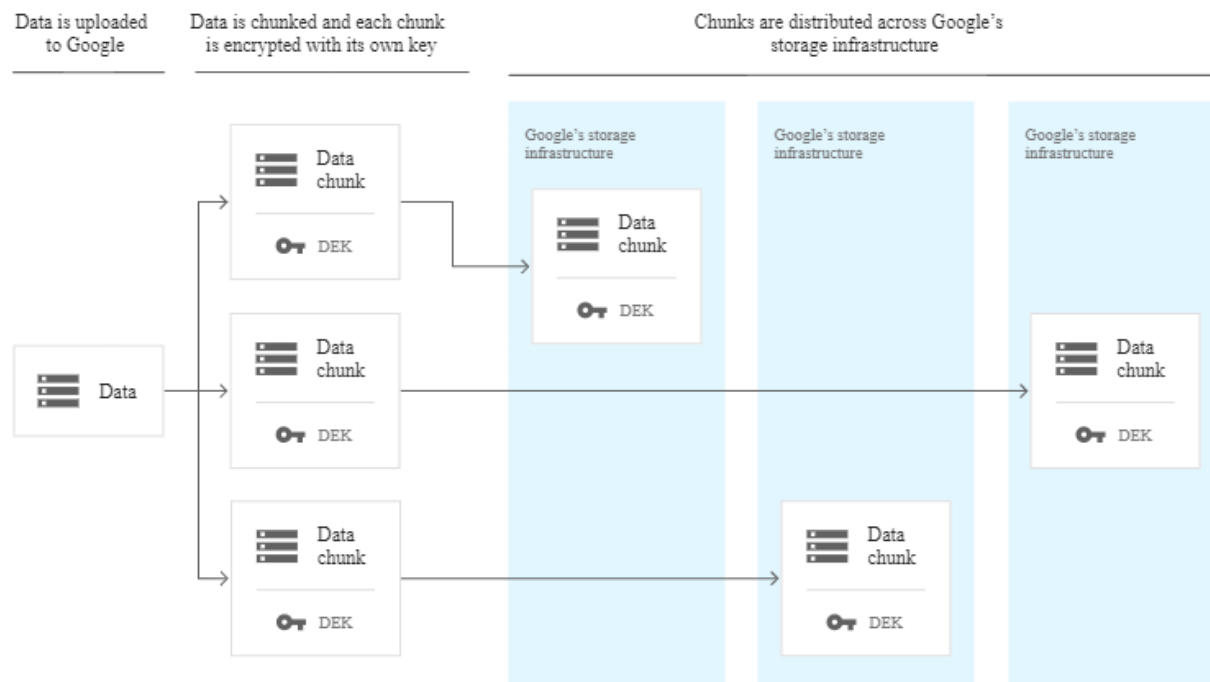 Data is uploaded
to Google
Data is chunked and each chunk
is encrypted with its own key
Chunks are distributed across Google's
storage infrastructure
Google's storage
infrastructure
Google's storage
infrastructure
Google's storage
infrastructure
Data
chunk
DEK
Data
chunk
DEK
Data
Data
chunk
DEK
Data
chunk
DEK
Data
chunk
DEK
Data
chunk
DEK